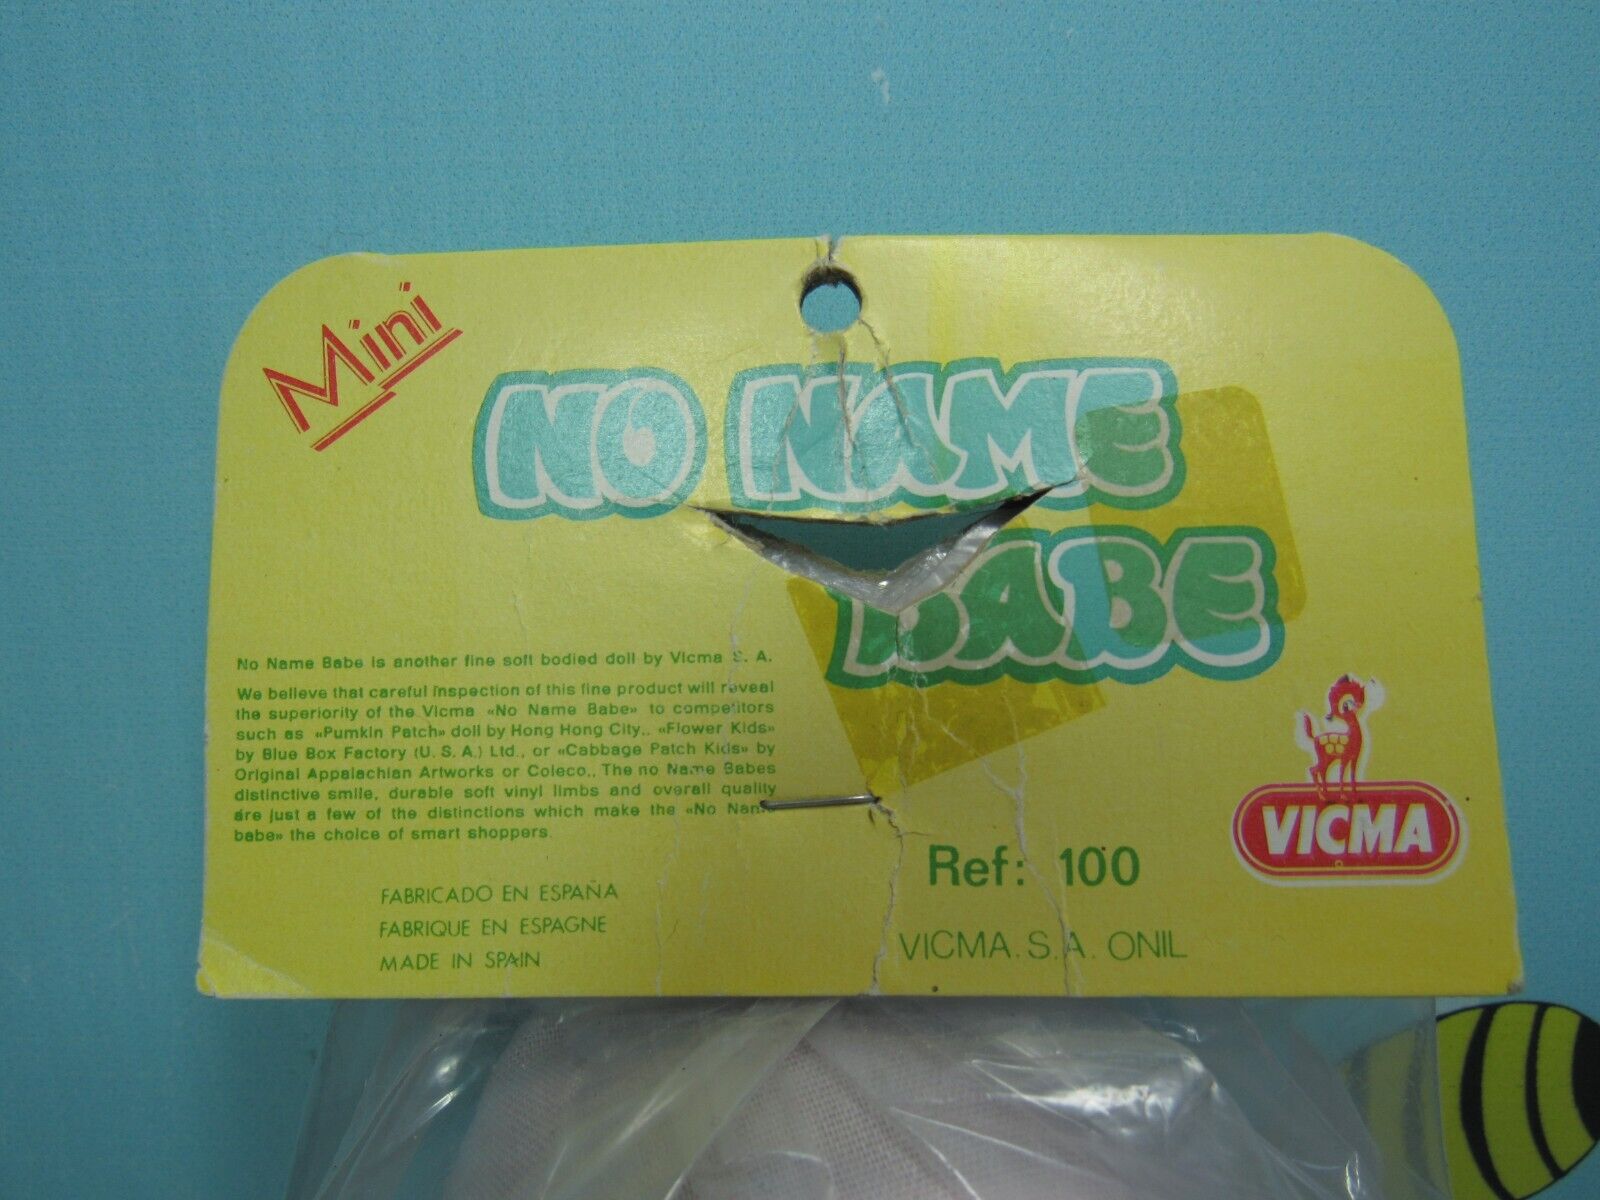 Mini
NO NAME
BABE
No Name Babe is another fine soft bodied doll by Vicma S. A.
We believe that careful inspection of this fine product will reveal
the superiority of the Vicma «No Name Babe» to competitors
such as «Pumkin Patch» doll by Hong Hong City,. «Flower Kids»
by Blue Box Factory (U. S. A.) Ltd., or «Cabbage Patch Kids» by
Original Appalachian Artworks or Coleco,. The no Name Babes
distinctive smile, durable soft vinyl limbs and overall quality
are just a few of the distinctions which make the «No Name
babe» the choice of smart shoppers.
FABRICADO EN ESPAÑA
FABRIQUE EN ESPAGNE
MADE IN SPAIN
Ref: 100
VICMA. S. A. ONIL
VICMA